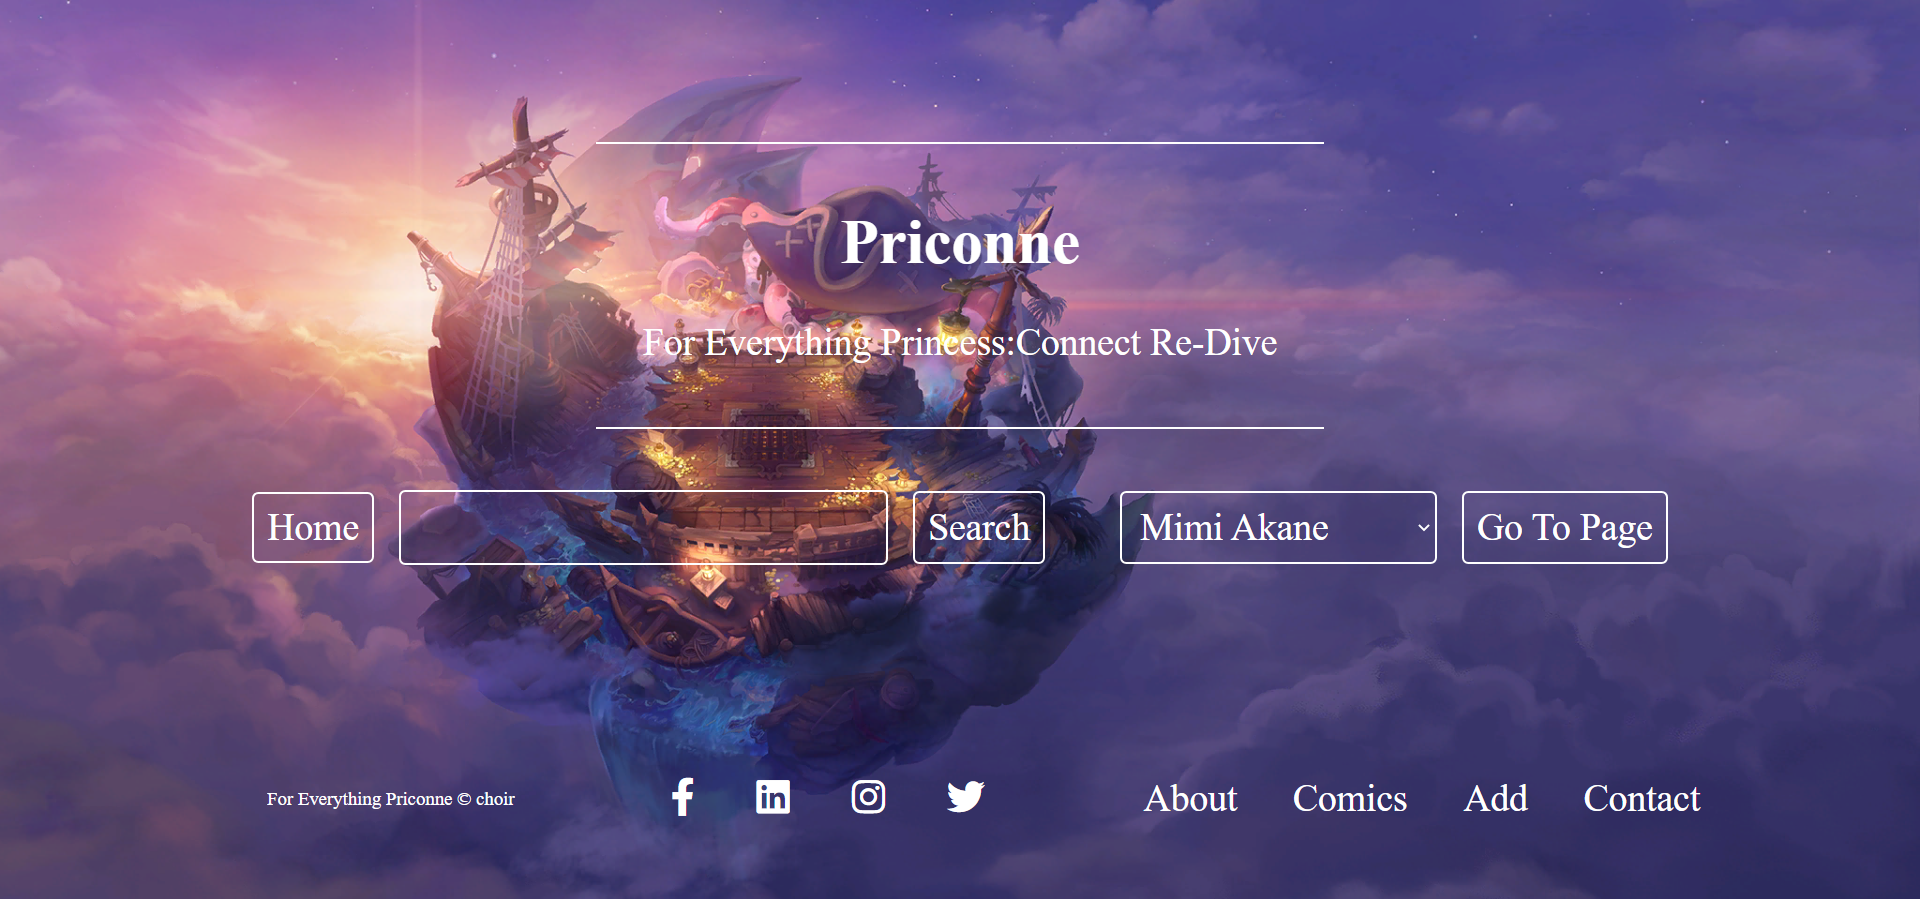 Priconne
For Everything Princess:Connect Re-Dive
Home
Search
Mimi Akane
Go To Page
For Everything Priconne © choir
About
Comics
Add
Contact